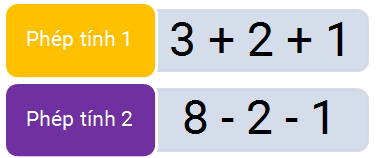 Phép tính 1 3 + 2 + 1
Phép tính 2 8 - 2 - 1